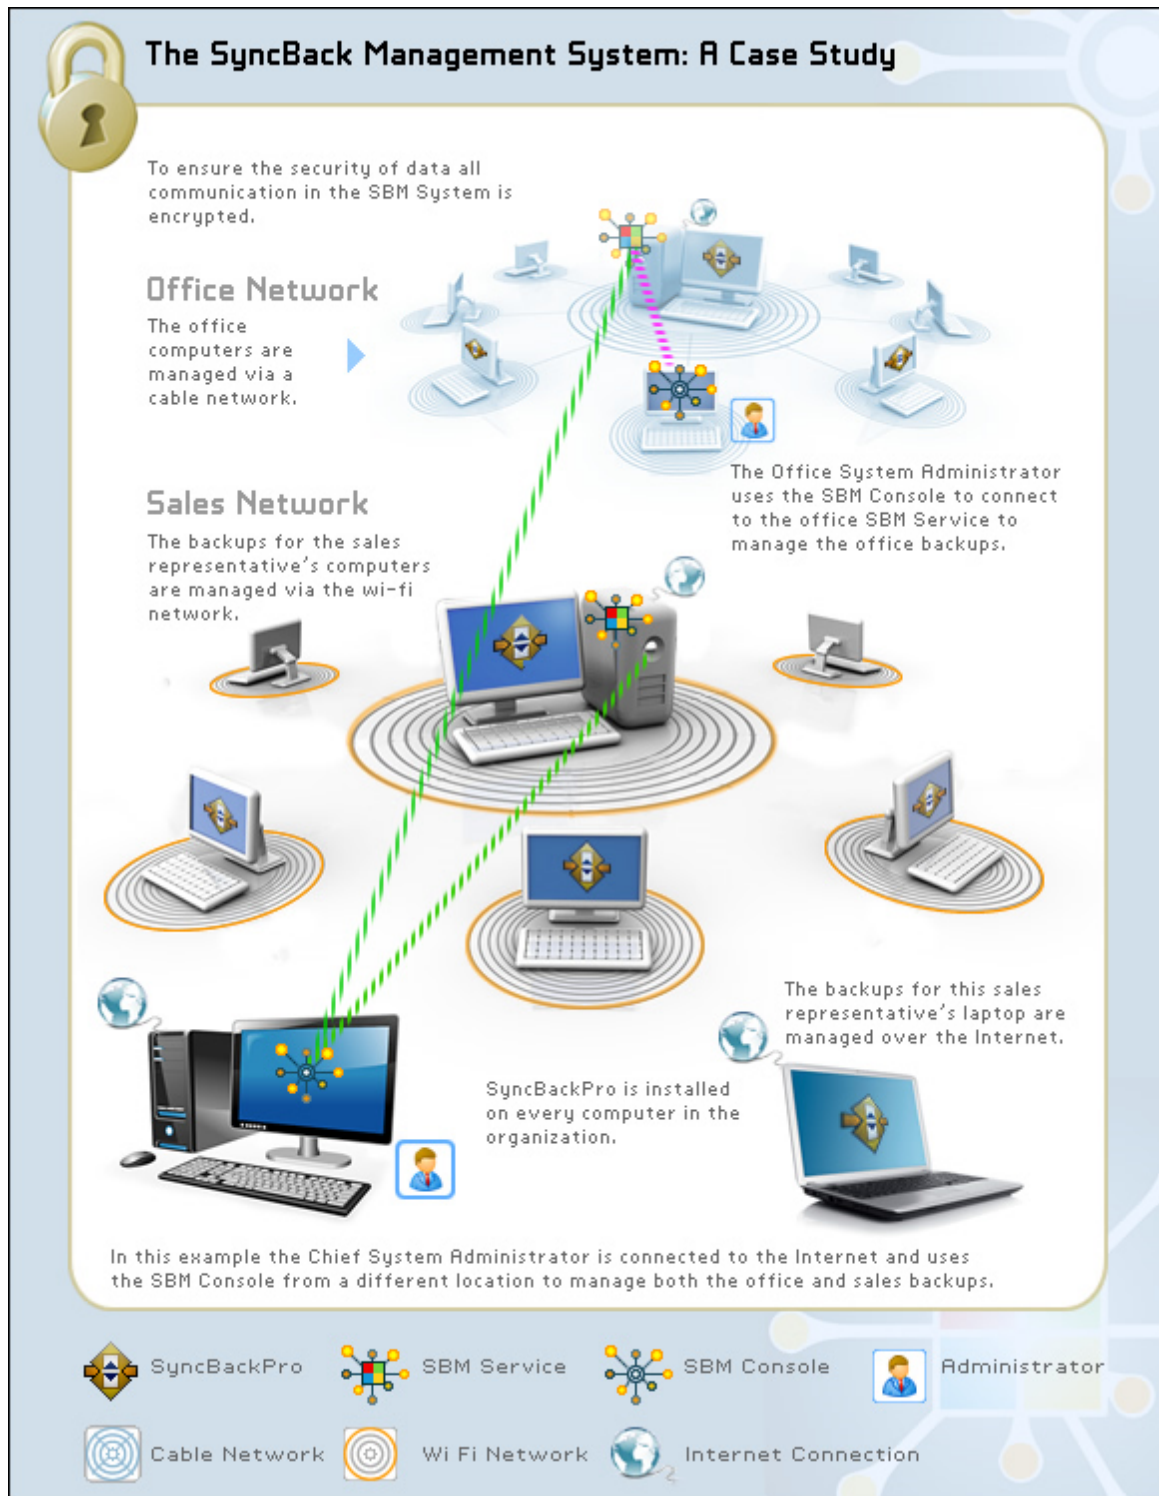 The SyncBack Management System: A Case Study
To ensure the security of data all
communication in the SBM System is
encrypted.
Office Network
The office
computers are
managed via a
cable network.
The Office System Administrator
uses the SBM Console to connect
to the office SBM Service to
manage the office backups.
Sales Network
The backups for the sales
representative's computers
are managed via the wi-fi
network.
The backups for this sales
representative's laptop are
managed over the Internet.
SyncBackPro is installed
on every computer in the
organization.
In this example the Chief System Administrator is connected to the Internet and uses
the SBM Console from a different location to manage both the office and sales backups.
SyncBackPro
SBM Service
SBM Console
Administrator
Cable Network
Wi Fi Network
Internet Connection